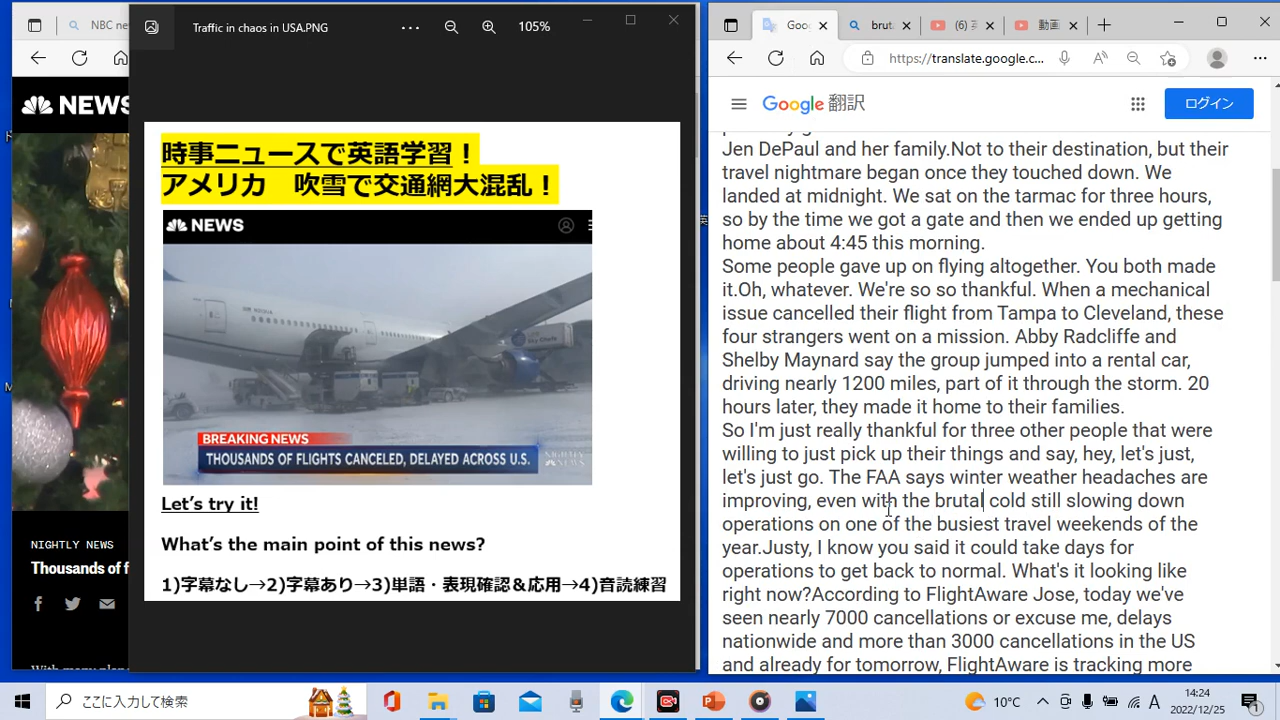 NBC ne
NEWS
NIGHTLY NEWS
Thousands of f
With many plane
Traffic in chaos in USA.PNG
105%
時事ニュースで英語学習！
アメリカ　吹雪で交通網大混乱！
NEWS
BREAKING NEWS
THOUSANDS OF FLIGHTS CANCELED, DELAYED ACROSS U.S.
NIGHTLY NEWS
Let's try it!
What's the main point of this news?
1)字幕なし→2)字幕あり→3)単語・表現確認＆応用→4)音読練習
Goo
brut
(6) 英
動画
https://translate.google.c...
Google 翻訳
ログイン
Jen DePaul and her family.Not to their destination, but their
travel nightmare began once they touched down. We
landed at midnight. We sat on the tarmac for three hours,
so by the time we got a gate and then we ended up getting
home about 4:45 this morning.
Some people gave up on flying altogether. You both made
it.Oh, whatever. We're so so thankful. When a mechanical
issue cancelled their flight from Tampa to Cleveland, these
four strangers went on a mission. Abby Radcliffe and
Shelby Maynard say the group jumped into a rental car,
driving nearly 1200 miles, part of it through the storm. 20
hours later, they made it home to their families.
So I'm just really thankful for three other people that were
willing to just pick up their things and say, hey, let's just,
let's just go. The FAA says winter weather headaches are
improving, even with the brutal cold still slowing down
operations on one of the busiest travel weekends of the
year.Justy, I know you said it could take days for
operations to get back to normal. What's it looking like
right now?According to FlightAware Jose, today we've
seen nearly 7000 cancellations or excuse me, delays
nationwide and more than 3000 cancellations in the US
and already for tomorrow, FlightAware is tracking more
ここに入力して検索
10°C
A
14:24
2022/12/25
1